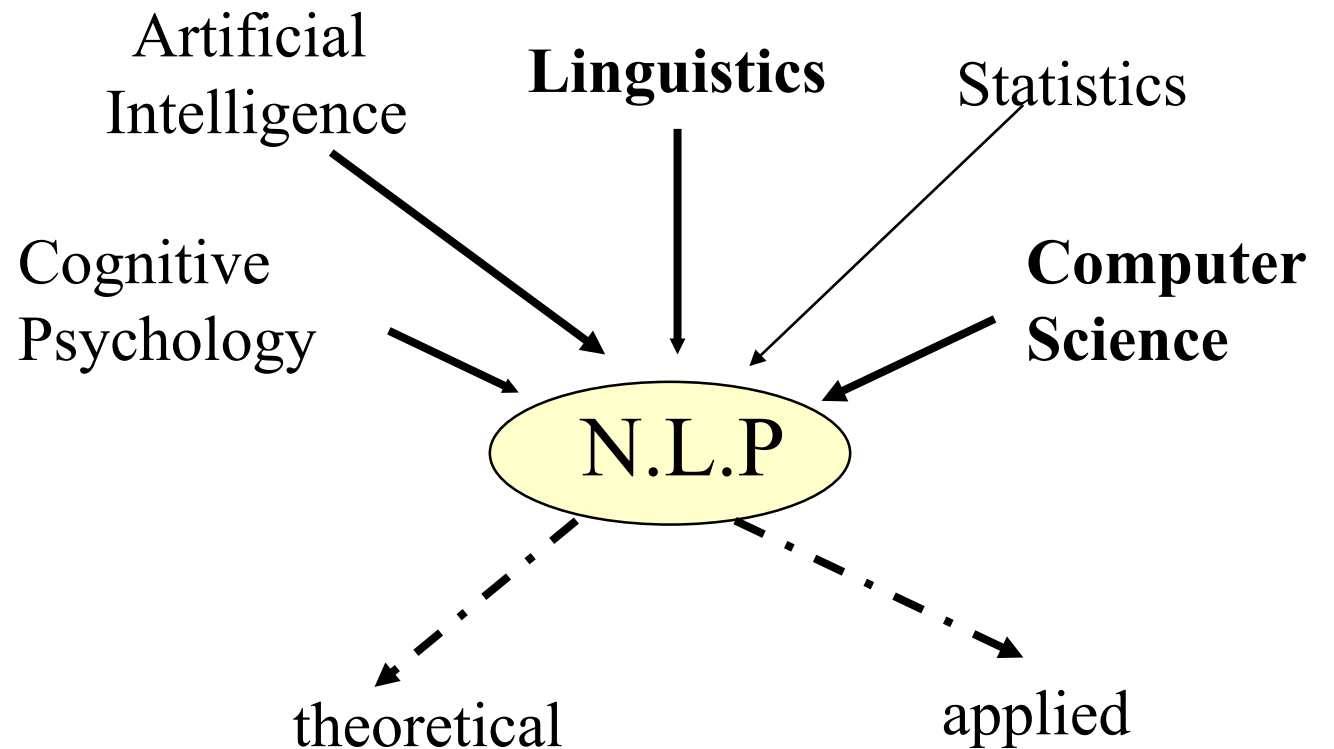 Artificial
Intelligence
Linguistics
Statistics
Cognitive
Psychology
Computer
Science
N.L.P
theoretical
applied